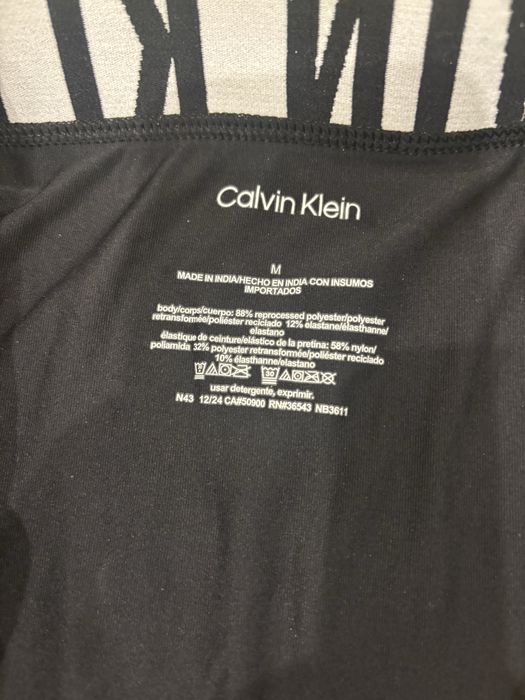 Calvin Klein
M
MADE IN INDIA/HECHO EN INDIA CON INSUMOS
IMPORTADOS
body/corps/cuerpo: 88% reprocessed polyester/polyester
retransformée/poliéster reciclado 12% élastane/élasthanne/
elastano
élastique de ceinture/elástico de la pretina: 58% nylon/
poliamida 32% polyester retransformée/poliéster reciclado
10% élasthanne/elastano
30
usar detergente, exprimir.
N43 12/24 CA#50900 RN#36543 NB3611